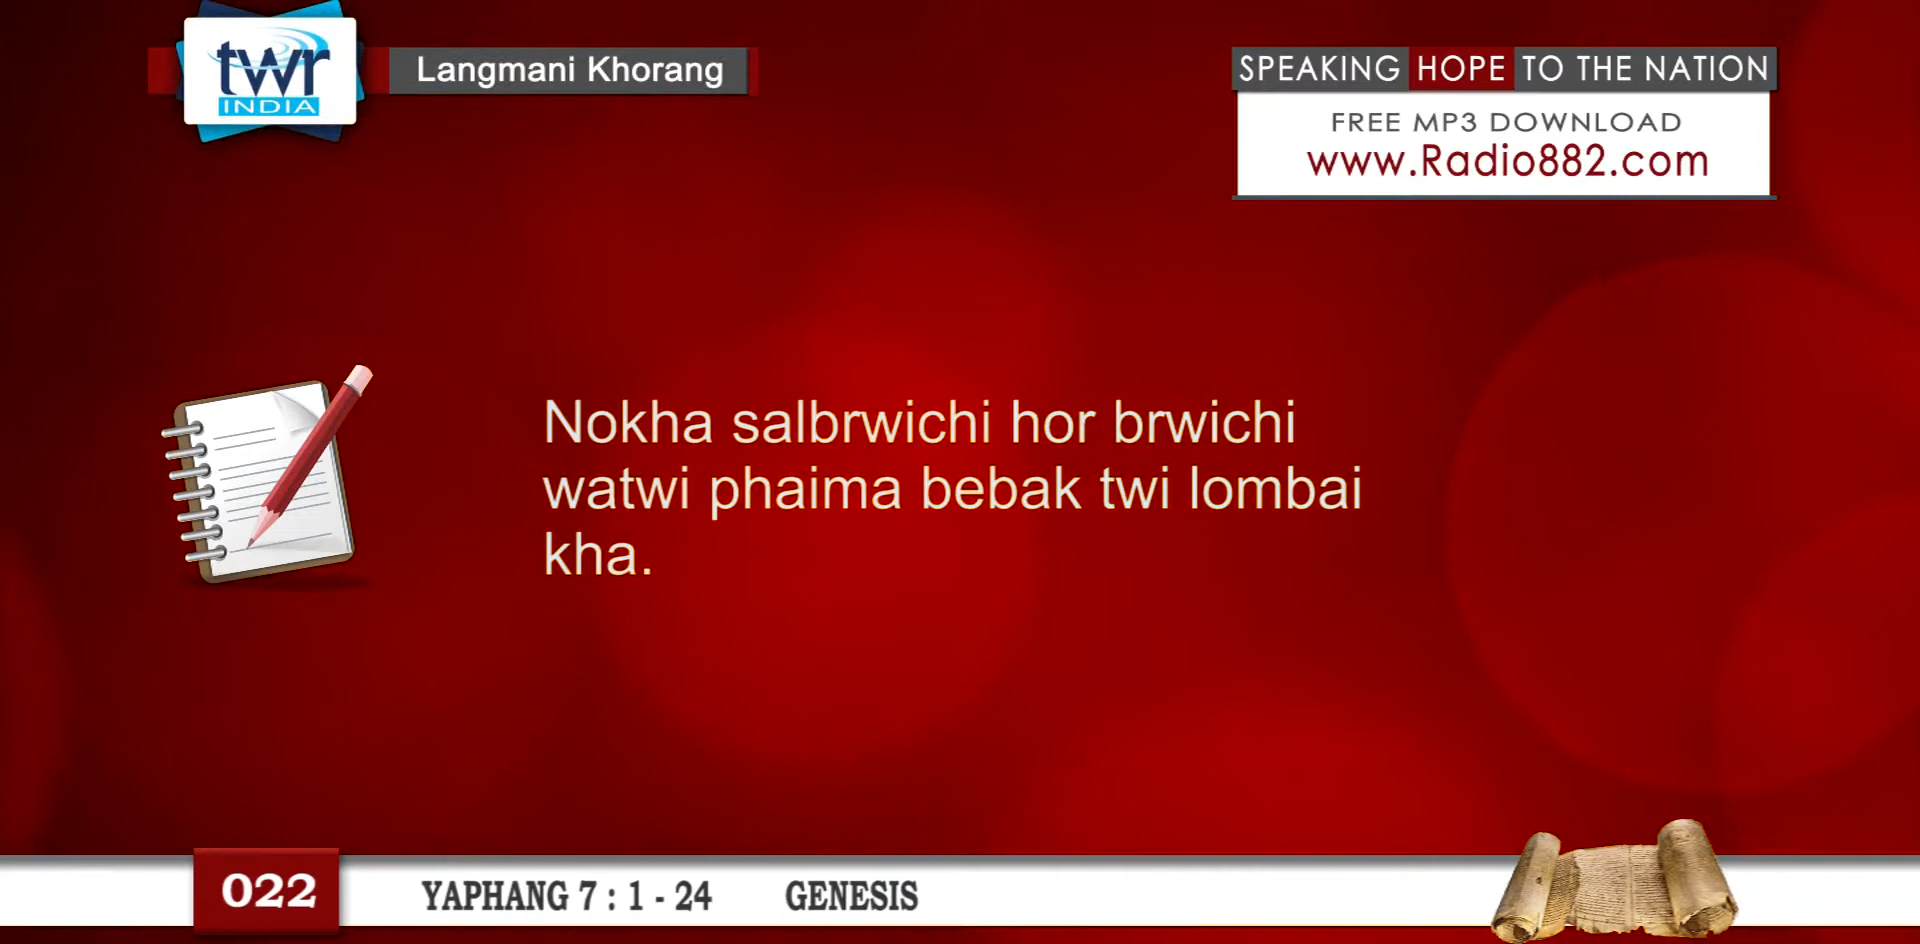 twr
INDIA
Langmani Khorang
SPEAKING HOPE TO THE NATION
FREE MP3 DOWNLOAD
www.Radio882.com
Nokha salbrwichi hor brwichi
watwi phaima bebak twi lombai
kha.
022
YAPHANG 7 : 1 - 24 GENESIS